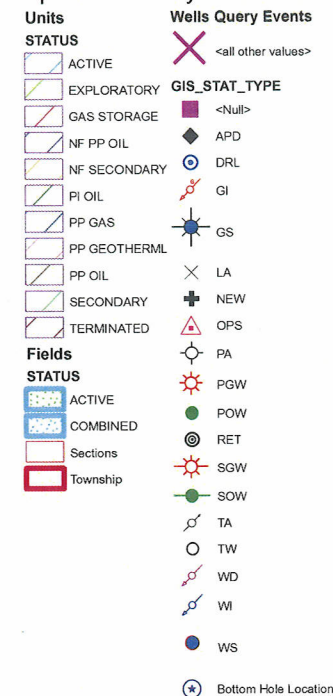 Units
STATUS
ACTIVE
EXPLORATORY
GAS STORAGE
NF PP OIL
NF SECONDARY
PI OIL
PP GAS
PP GEOTHERML
PP OIL
SECONDARY
TERMINATED
Fields
STATUS
ACTIVE
COMBINED
Sections
Township
Wells Query Events
<all other values>
GIS_STAT_TYPE
<Null>
APD
DRL
GI
GS
LA
NEW
OPS
PA
PGW
POW
RET
SGW
SOW
TA
TW
WD
WI
WS
Bottom Hole Location